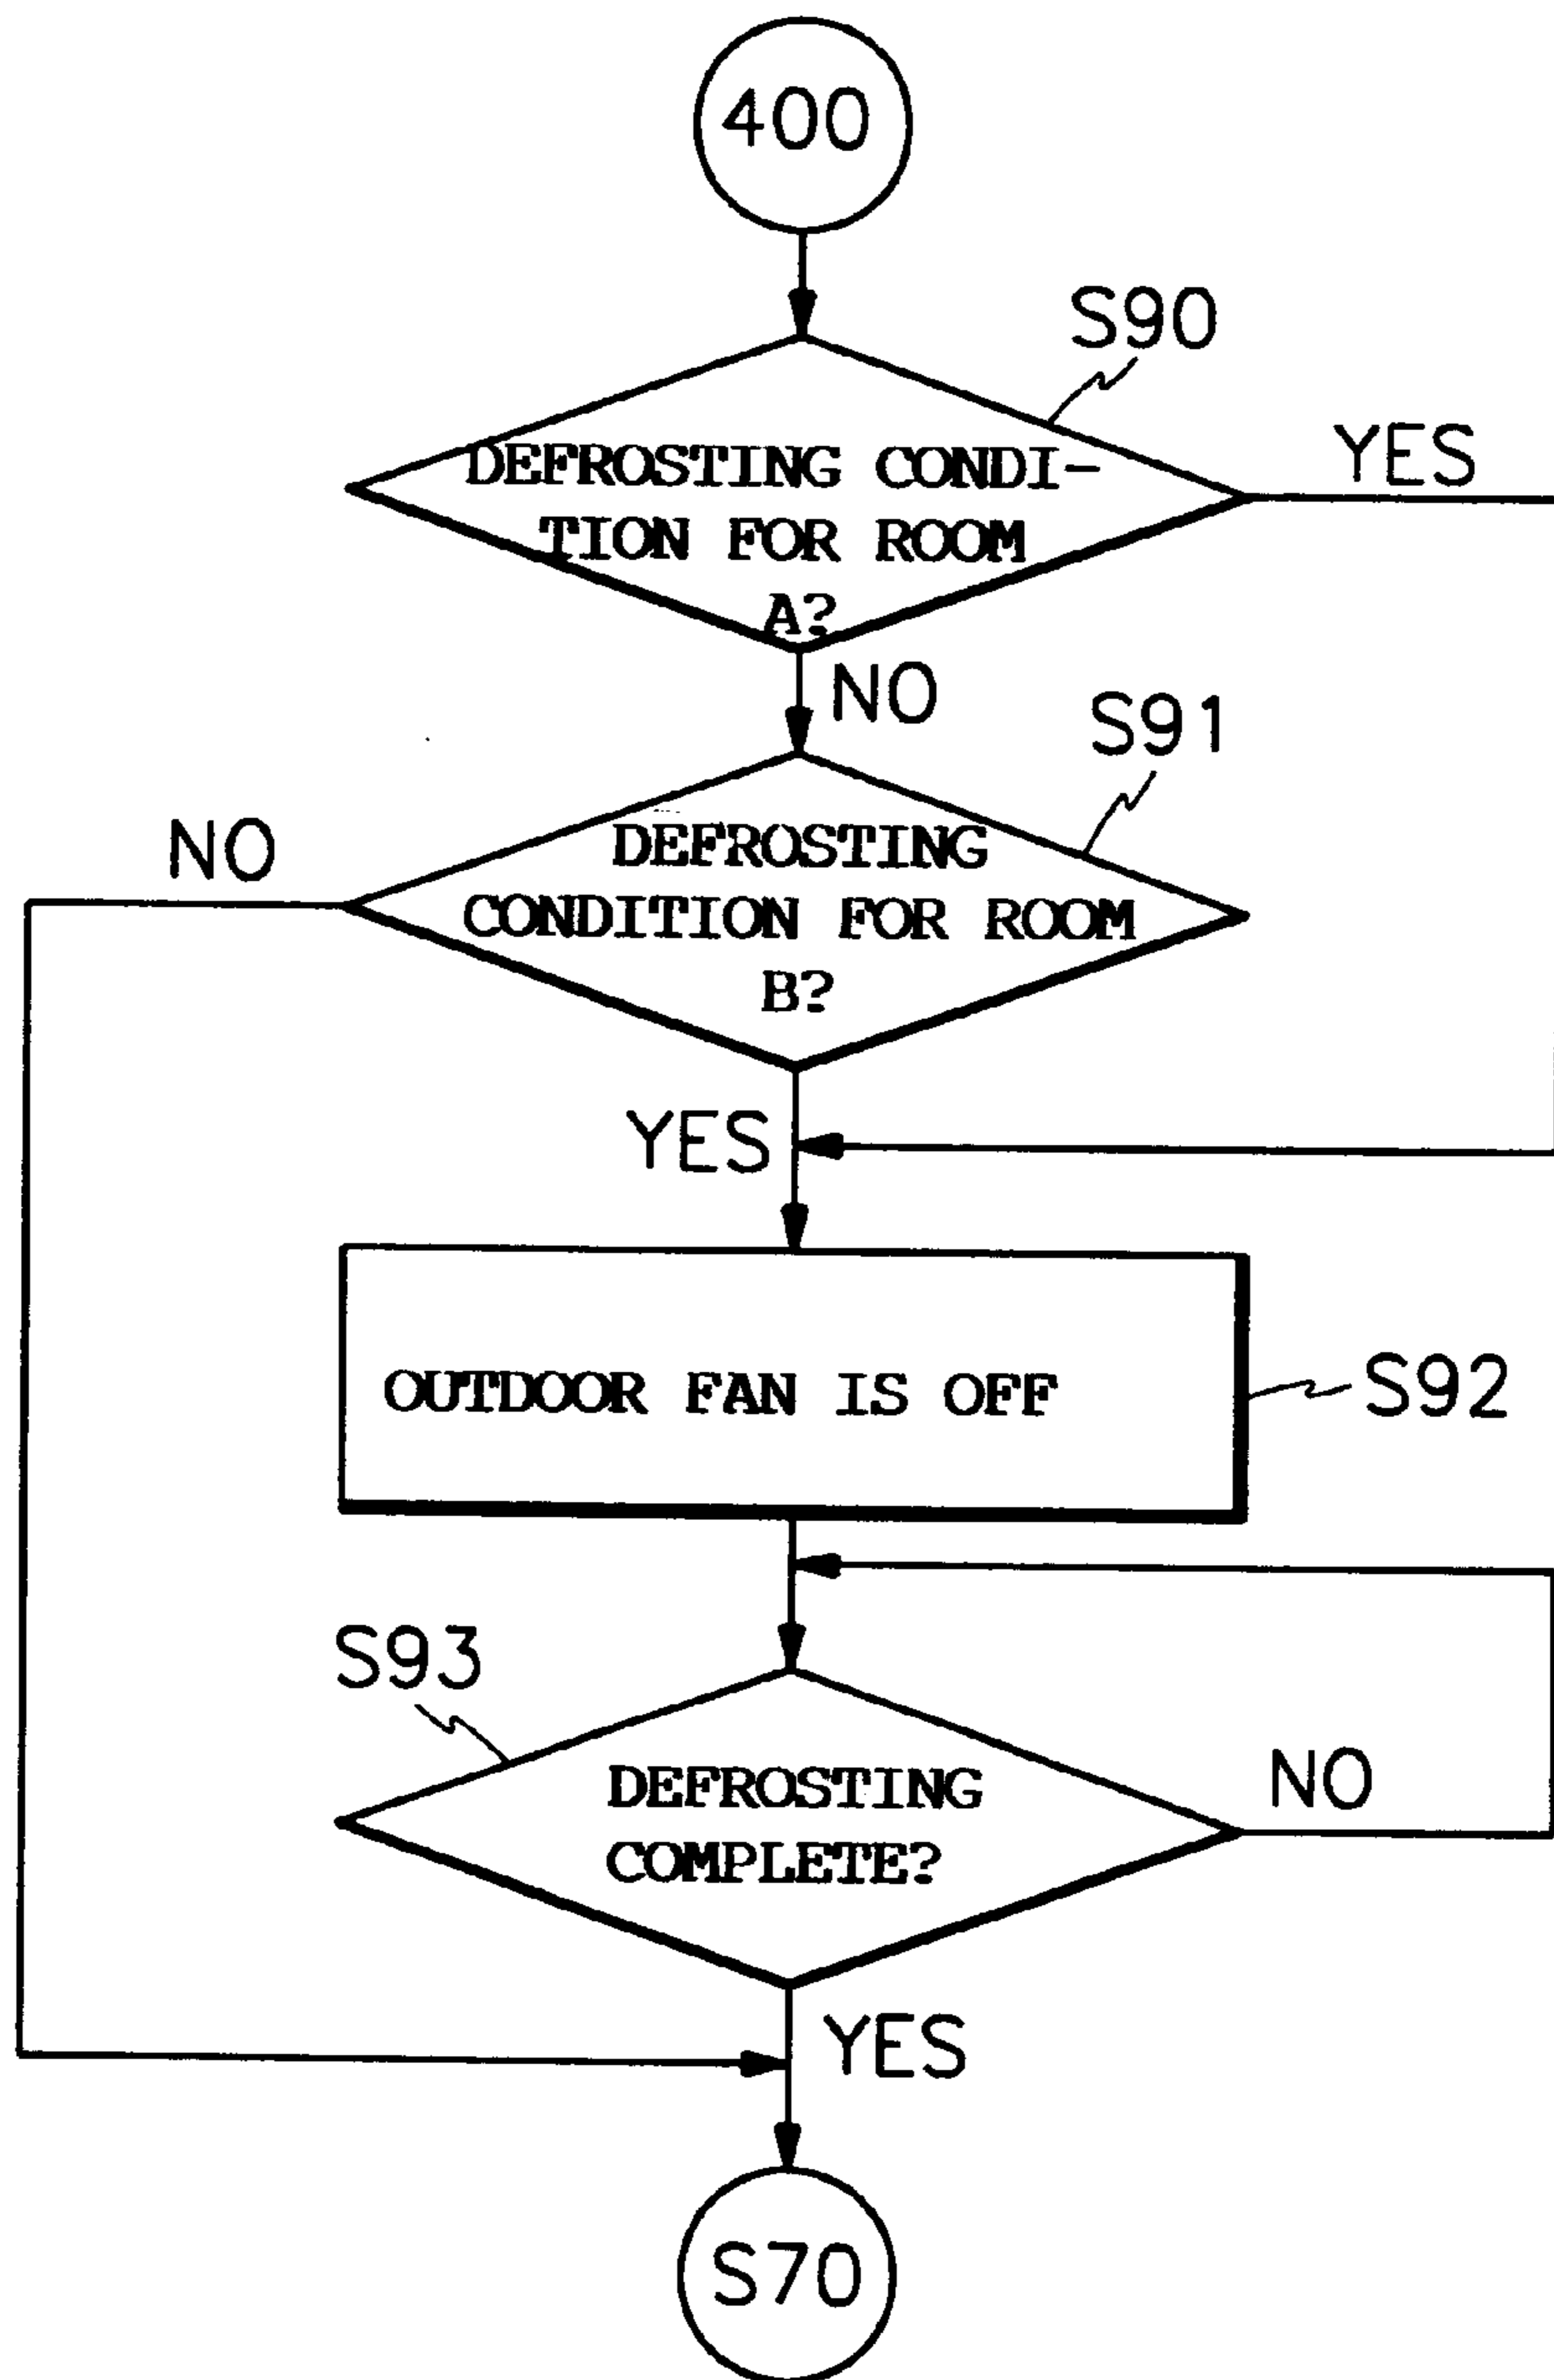 400
S90
DEFROSTING CONDI-
TION FOR ROOM
A?
YES
NO
S91
NO
DEFROSTING
CONDITION FOR ROOM
B?
YES
OUTDOOR FAN IS OFF
S92
S93
DEFROSTING
COMPLETE?
NO
YES
S70